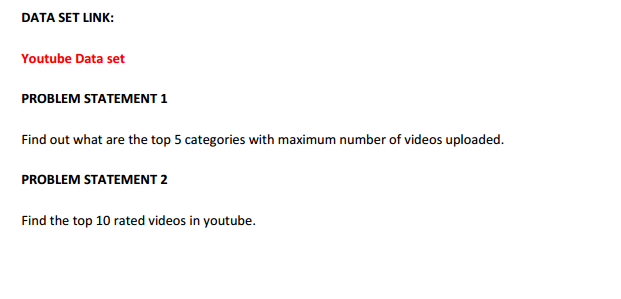 DATA SET LINK:
Youtube Data set
PROBLEM STATEMENT 1
Find out what are the top 5 categories with maximum number of videos uploaded.
PROBLEM STATEMENT 2
Find the top 10 rated videos in youtube.